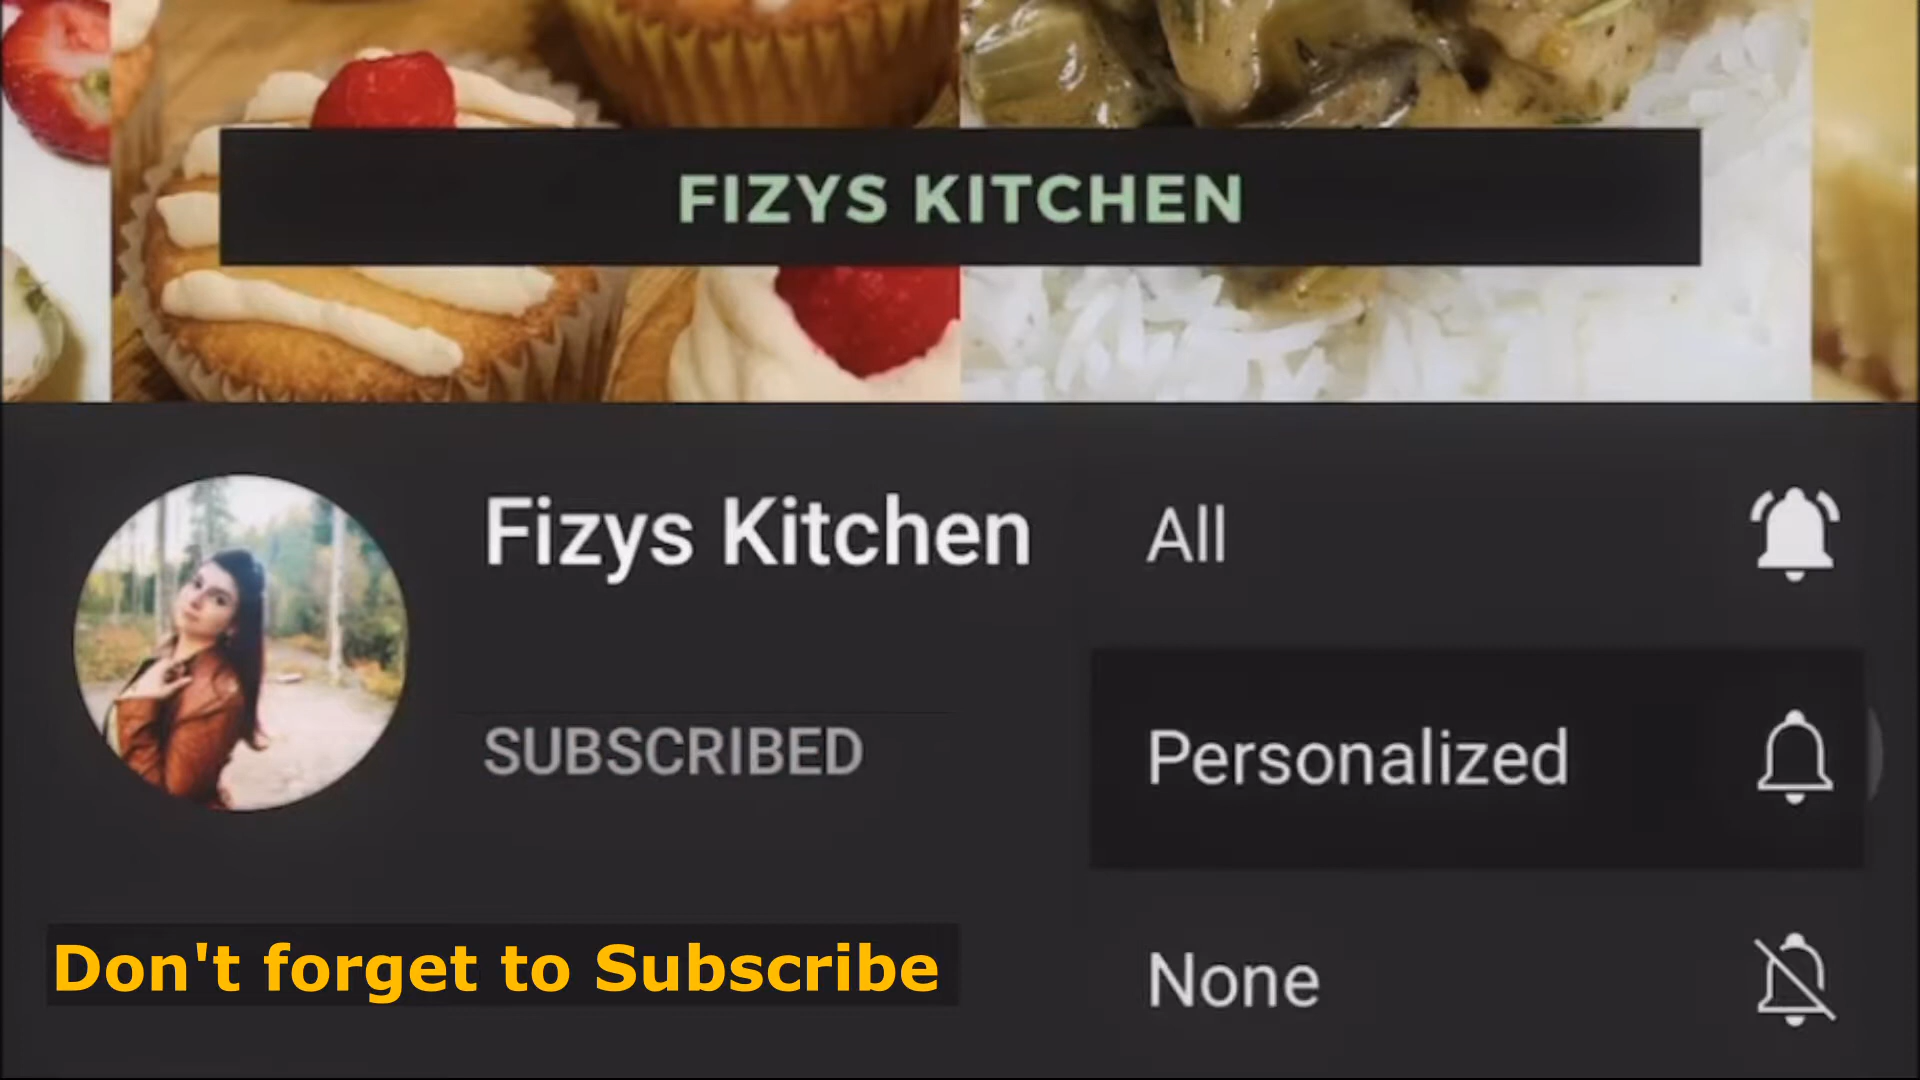 FIZYS KITCHEN
Fizys Kitchen
SUBSCRIBED
All
Personalized
None
Don't forget to Subscribe